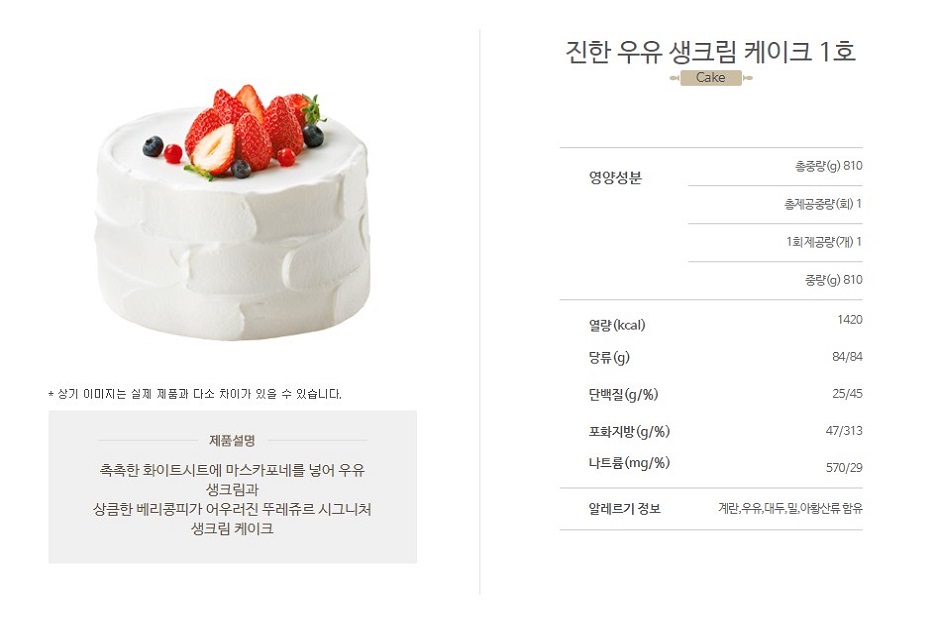 * 상기 이미지는 실제 제품과 다소 차이가 있을 수 있습니다.
제품설명
촉촉한 화이트시트에 마스카포네를 넣어 우유
생크림과
상큼한 베리콩피가 어우러진 뚜레쥬르 시그니처
생크림 케이크
진한 우유 생크림 케이크 1호
Cake
영양성분
총중량(g) 810
총제공중량(회) 1
1회 제공량(개) 1
중량(g) 810
열량(kcal) 1420
당류(g) 84/84
단백질(g/%) 25/45
포화지방(g/%) 47/313
나트륨(mg/%) 570/29
알레르기 정보 계란,우유,대두,밀,아황산류 함유